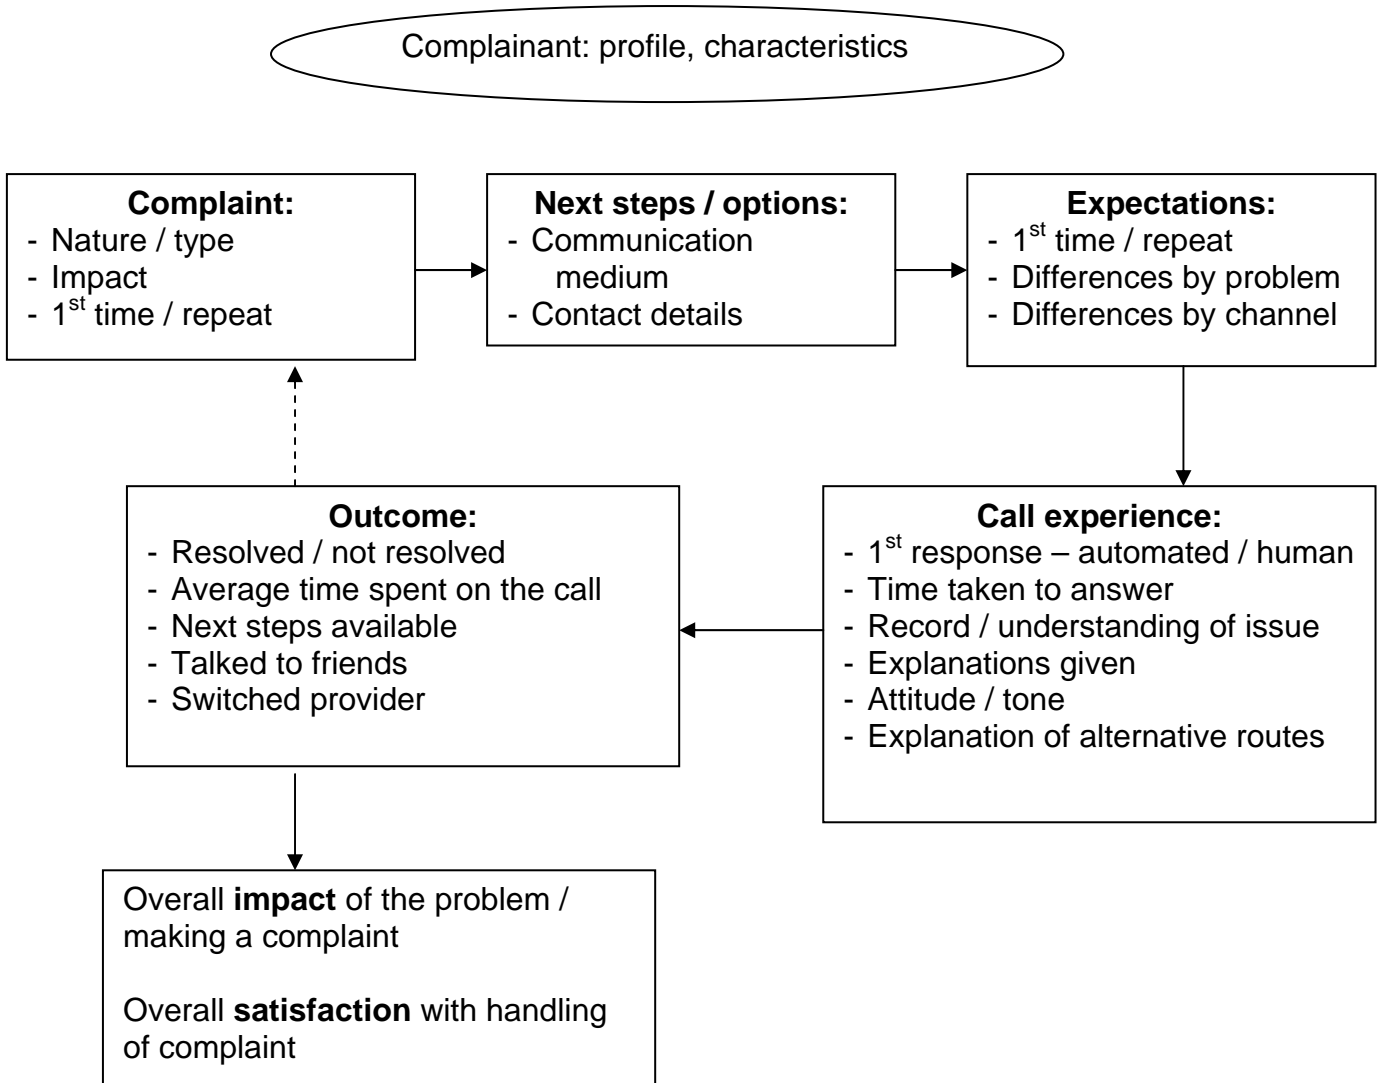 Complainant: profile, characteristics
Complaint:
- Nature / type
- Impact
- 1st time / repeat
Next steps / options:
- Communication
medium
- Contact details
Expectations:
- 1st time / repeat
- Differences by problem
- Differences by channel
Call experience:
- 1st response – automated / human
- Time taken to answer
- Record / understanding of issue
- Explanations given
- Attitude / tone
- Explanation of alternative routes
Outcome:
- Resolved / not resolved
- Average time spent on the call
- Next steps available
- Talked to friends
- Switched provider
Overall impact of the problem /
making a complaint
Overall satisfaction with handling
of complaint